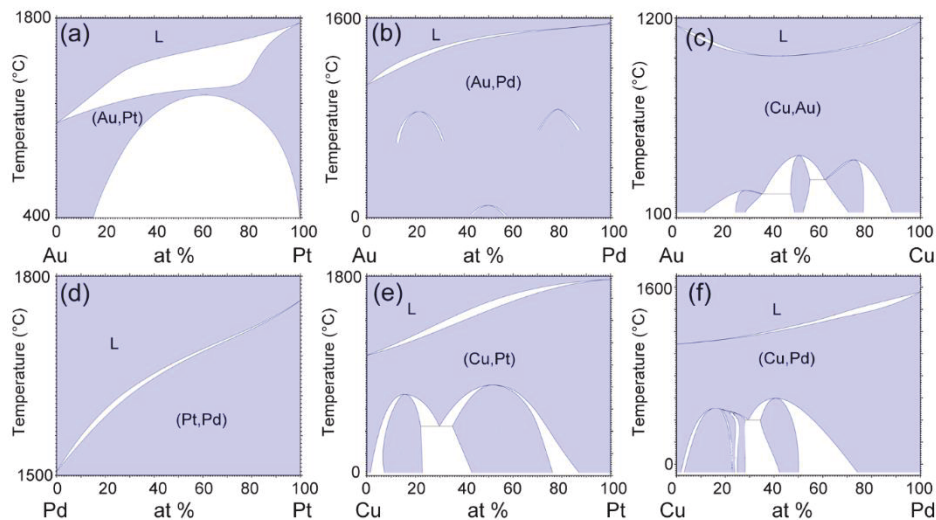 1800
(a)
L
(Au,Pt)
400
Temperature (°C)
0 20 40 60 80 100
Au at % Pt
1600
(b)
L
(Au,Pd)
0
Temperature (°C)
0 20 40 60 80 100
Au at % Pd
1200
(c)
L
(Cu,Au)
100
Temperature (°C)
0 20 40 60 80 100
Au at % Cu
1800
(d)
L
(Pt,Pd)
1500
Temperature (°C)
0 20 40 60 80 100
Pd at % Pt
1800
(e)
L
(Cu,Pt)
0
Temperature (°C)
0 20 40 60 80 100
Cu at % Pt
1600
(f)
L
(Cu,Pd)
0
Temperature (°C)
0 20 40 60 80 100
Cu at % Pd